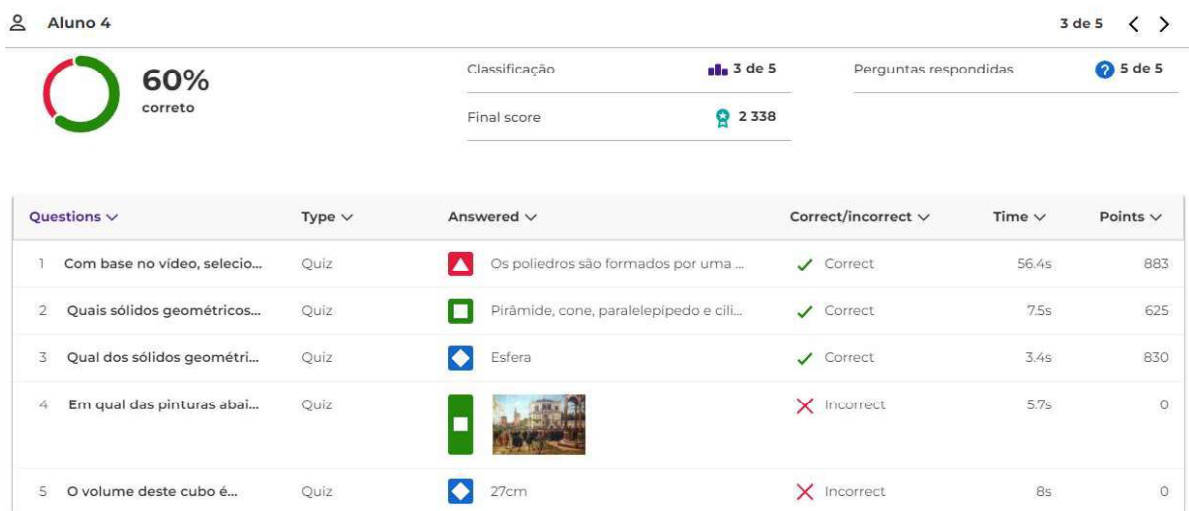 Aluno 4
3 de 5
60%
correto
Classificação
3 de 5
Perguntas respondidas
5 de 5
Final score
2 338
Questions Type Answered Correct/incorrect Time Points
1 Com base no vídeo, selecio... Quiz Os poliedros são formados por uma ... Correct 56.4s 883
2 Quais sólidos geométricos... Quiz Pirâmide, cone, paralelepípedo e cili... Correct 7.5s 625
3 Qual dos sólidos geométri... Quiz Esfera Correct 3.4s 830
4 Em qual das pinturas abai... Quiz Incorrect 5.7s 0
5 O volume deste cubo é... Quiz 27cm Incorrect 8s 0